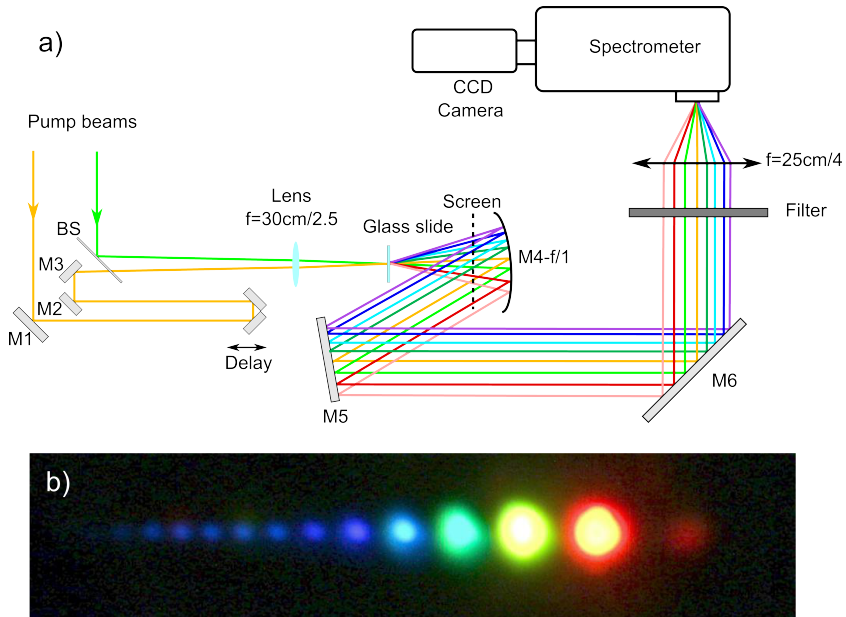 a)
Spectrometer
CCD
Camera
Pump beams
f=25cm/4
Lens
f=30cm/2.5
Screen
Glass slide
Filter
BS
M3
M4-f/1
M2
M1
Delay
M5
M6
b)